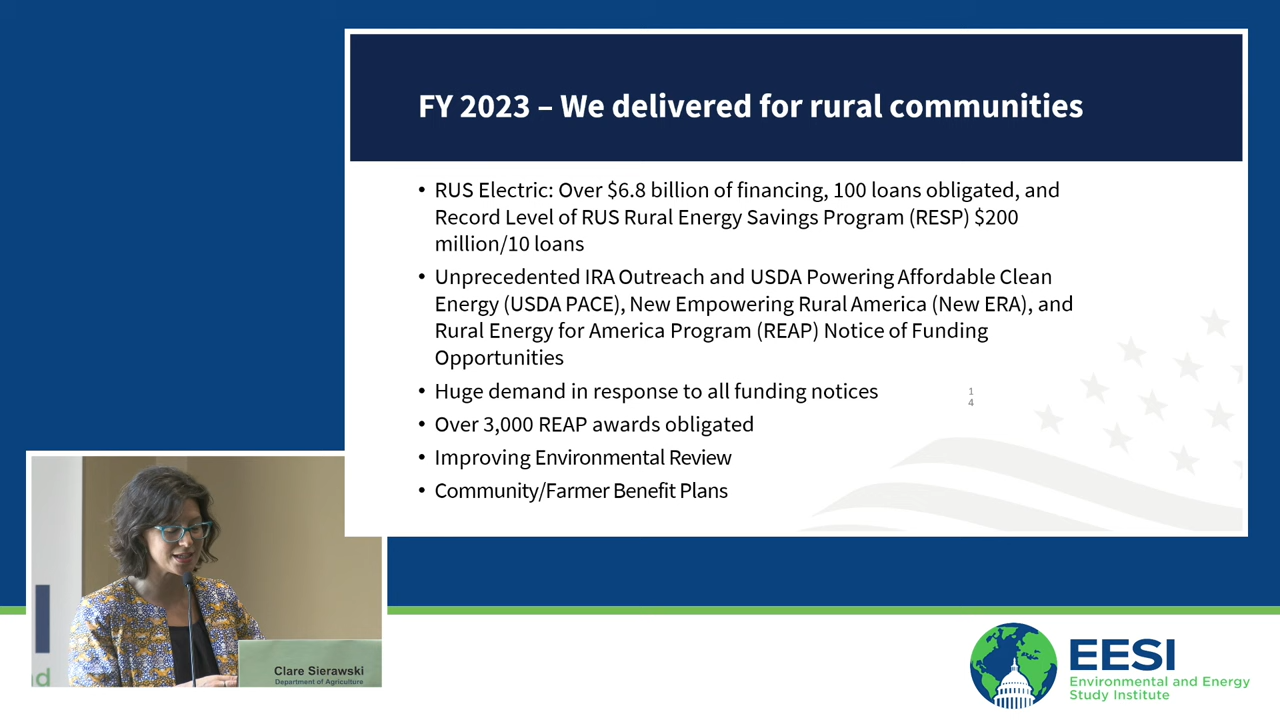 FY 2023 – We delivered for rural communities
• RUS Electric: Over $6.8 billion of financing, 100 loans obligated, and
Record Level of RUS Rural Energy Savings Program (RESP) $200
million/10 loans
• Unprecedented IRA Outreach and USDA Powering Affordable Clean
Energy (USDA PACE), New Empowering Rural America (New ERA), and
Rural Energy for America Program (REAP) Notice of Funding
Opportunities
• Huge demand in response to all funding notices
1
4
• Over 3,000 REAP awards obligated
• Improving Environmental Review
• Community/Farmer Benefit Plans
nd
Clare Sierawski
Department of Agriculture
EESI
Environmental and Energy
Study Institute